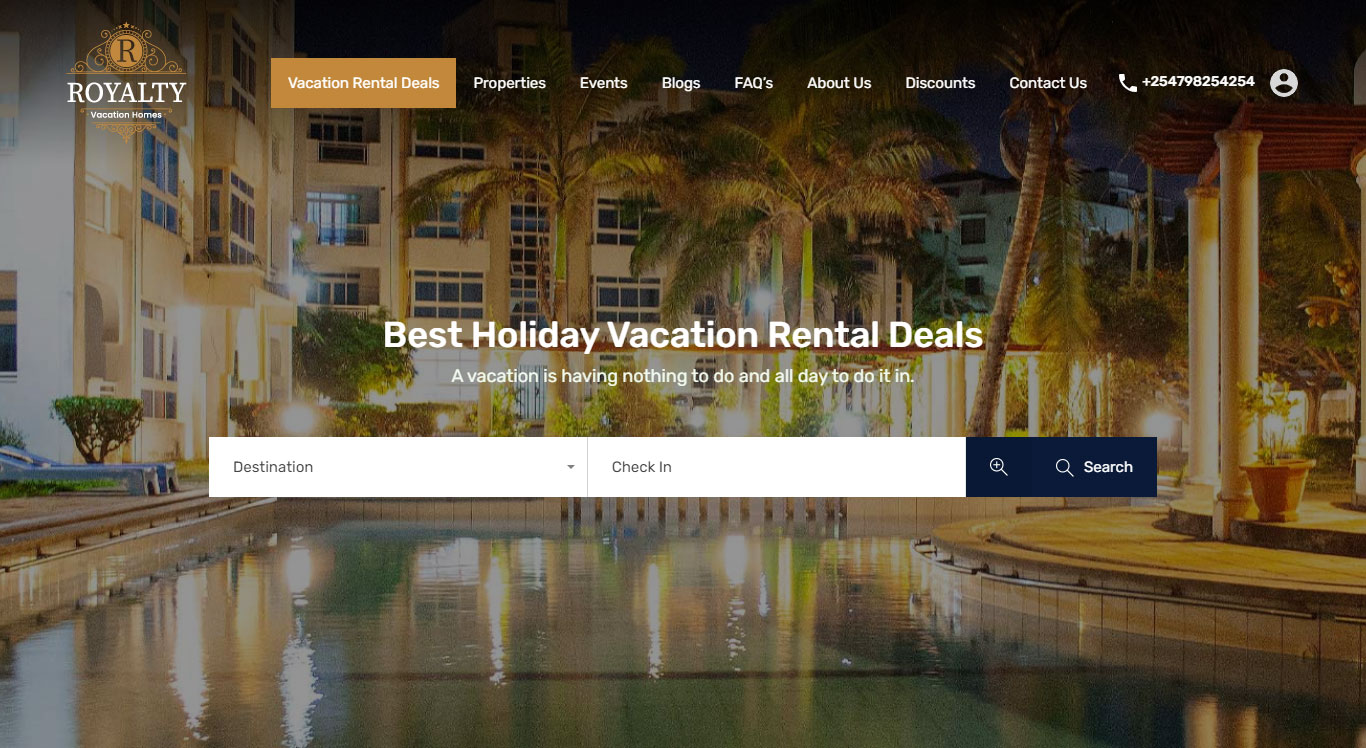 R
ROYALTY
Vacation Homes
Vacation Rental Deals
Properties
Events
Blogs
FAQ’s
About Us
Discounts
Contact Us
+254798254254
Best Holiday Vacation Rental Deals
A vacation is having nothing to do and all day to do it in.
Destination
Check In
Search